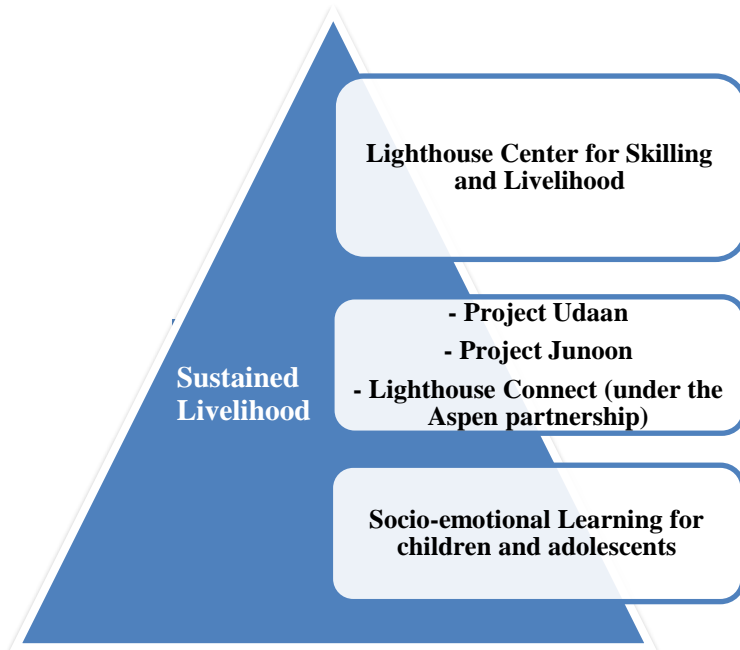 Lighthouse Center for Skilling
and Livelihood
- Project Udaan
- Project Junoon
- Lighthouse Connect (under the
Aspen partnership)
Sustained
Livelihood
Socio-emotional Learning for
children and adolescents